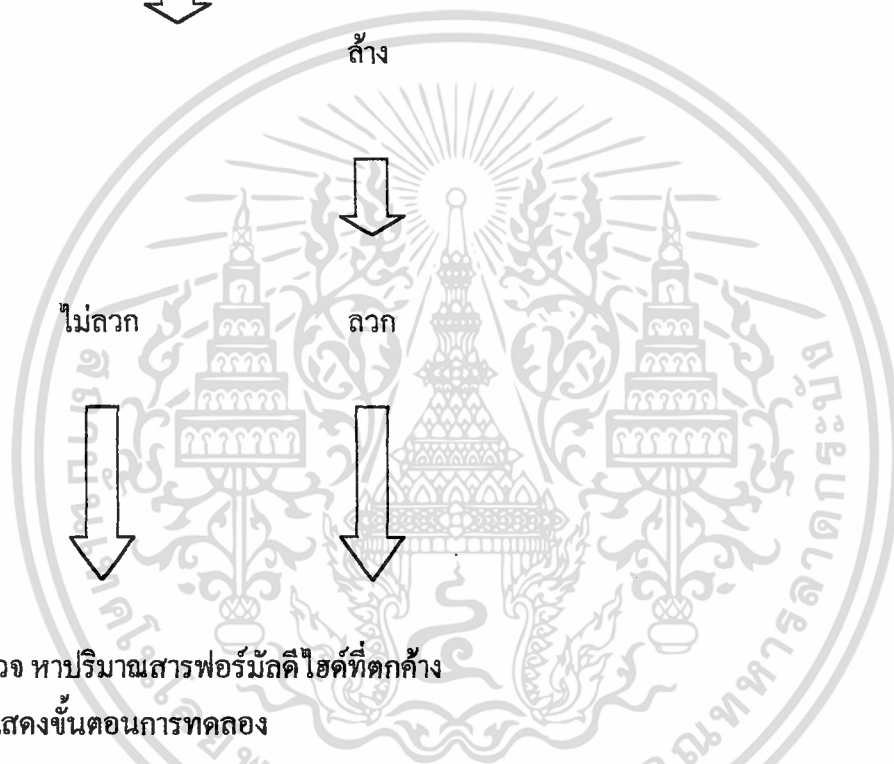 ล้าง
ไม่ลวก ลวก
วจ หาปริมาณสารฟอร์มัลดีไฮด์ที่ตกค้าง
สดงขั้นตอนการทดลอง